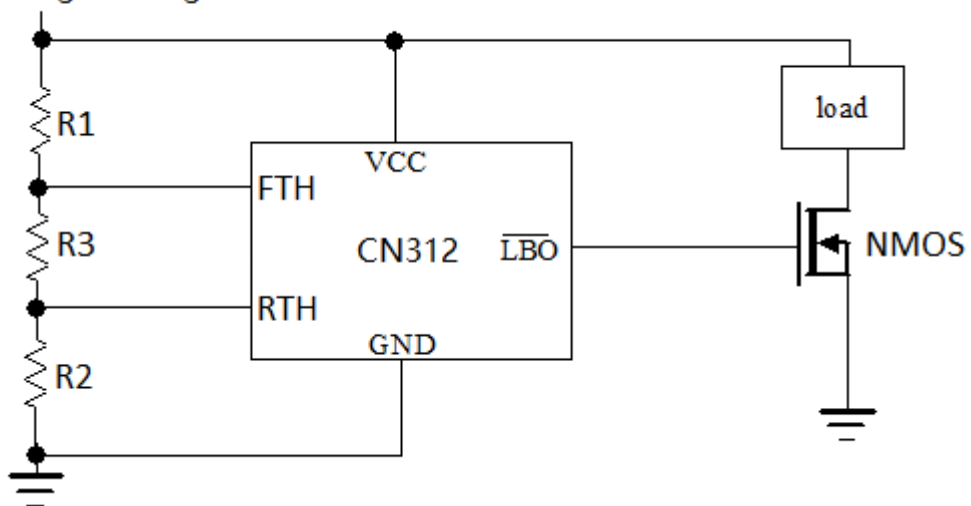 R1
load
VCC
FTH
R3
CN312
LBO
NMOS
RTH
GND
R2